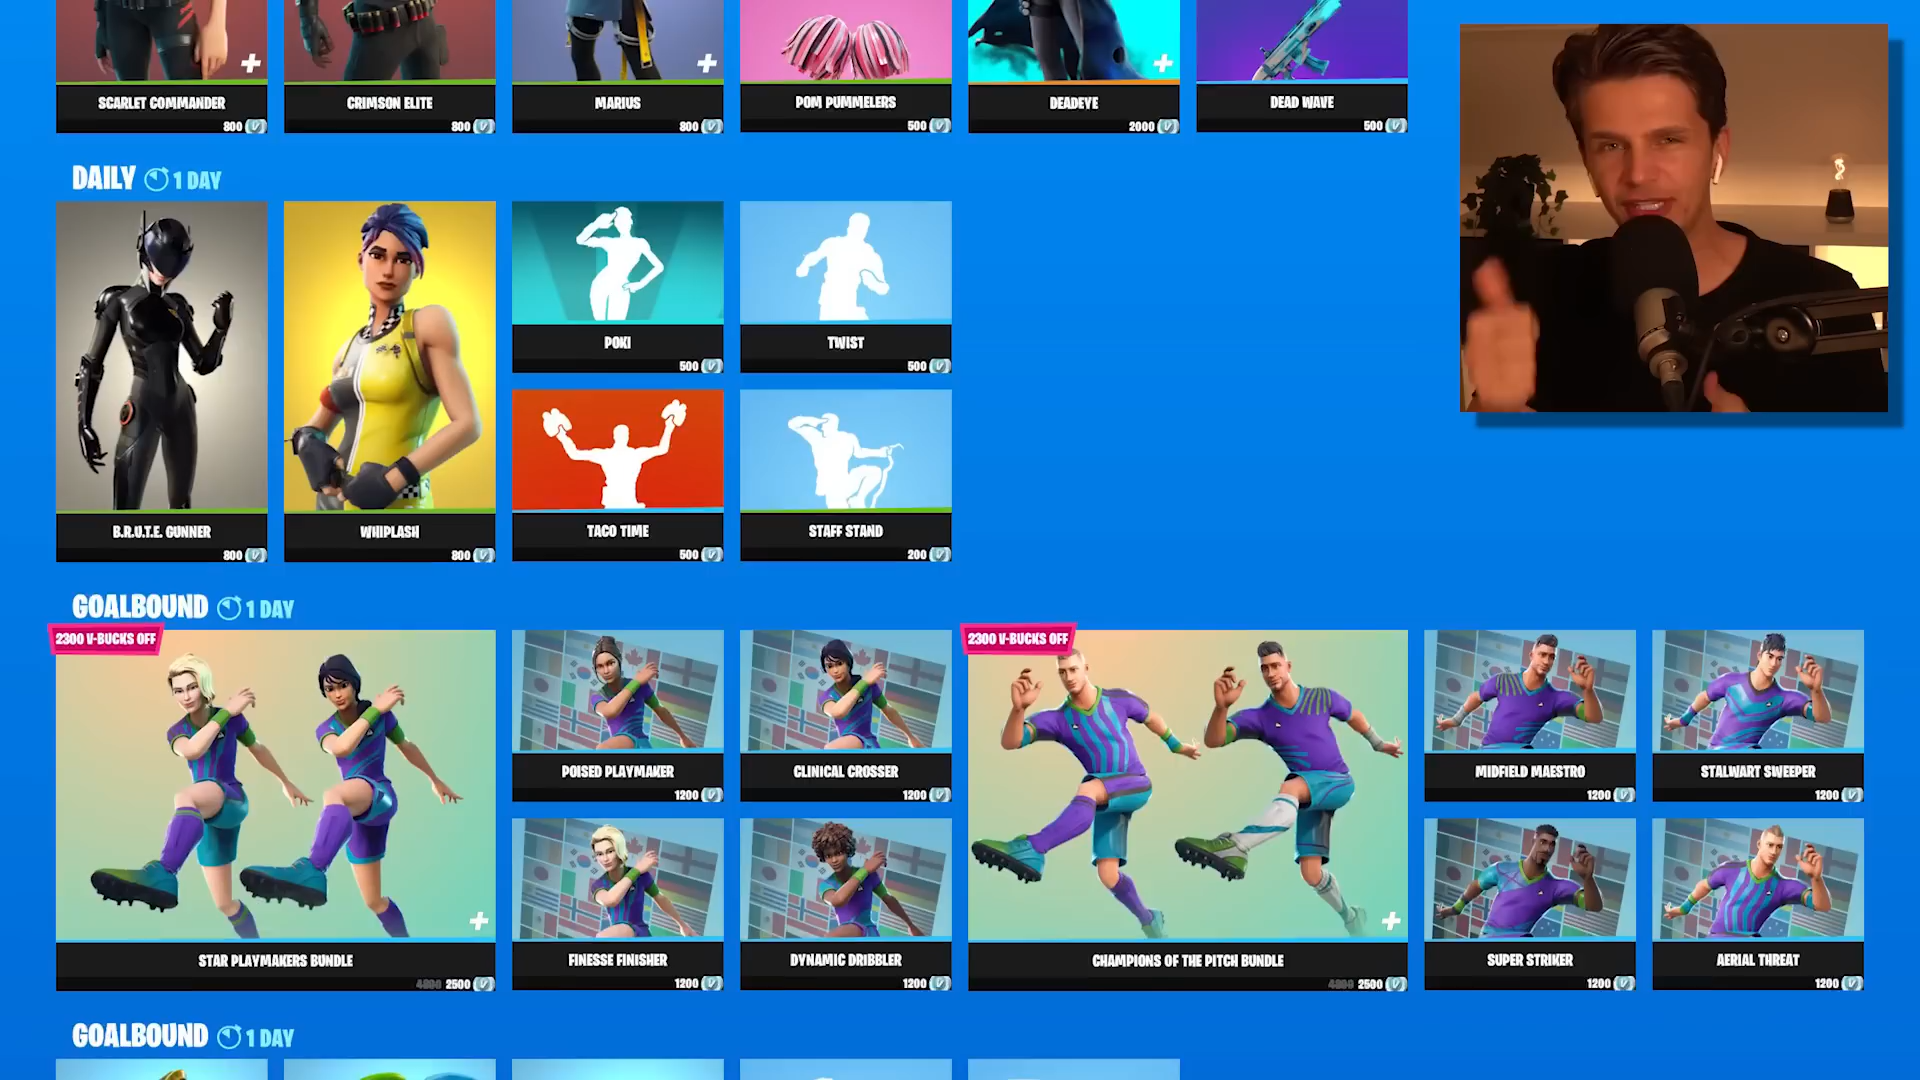 SCARLET COMMANDER
800
CRIMSON ELITE
800
MARIUS
800
POM PUMMELERS
500
DEADEYE
2000
DEAD WAVE
500
DAILY 1 DAY
B.R.U.T.E. GUNNER
800
WHIPLASH
800
POKI
500
TWIST
500
TACO TIME
500
STAFF STAND
200
GOALBOUND 1 DAY
2300 V-BUCKS OFF
STAR PLAYMAKERS BUNDLE
4800 2500
POISED PLAYMAKER
1200
CLINICAL CROSSER
1200
FINESSE FINISHER
1200
DYNAMIC DRIBBLER
1200
2300 V-BUCKS OFF
CHAMPIONS OF THE PITCH BUNDLE
4800 2500
MIDFIELD MAESTRO
1200
STALWART SWEEPER
1200
SUPER STRIKER
1200
AERIAL THREAT
1200
GOALBOUND 1 DAY